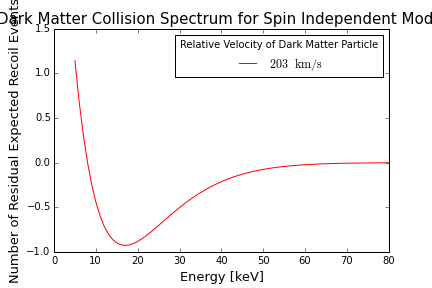 Dark Matter Collision Spectrum for Spin Independent Mod
Number of Residual Expected Recoil Events
Relative Velocity of Dark Matter Particle
203 km/s
1.5
1.0
0.5
0.0
−0.5
−1.0
0 10 20 30 40 50 60 70 80
Energy [keV]